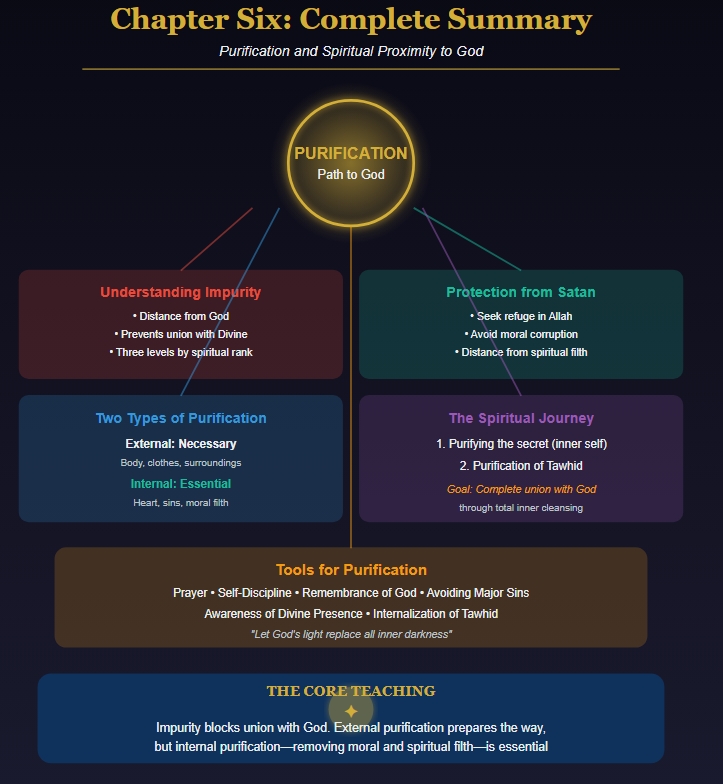 Chapter Six: Complete Summary
Purification and Spiritual Proximity to God
PURIFICATION
Path to God
Understanding Impurity
• Distance from God
• Prevents union with Divine
• Three levels by spiritual rank
Protection from Satan
• Seek refuge in Allah
• Avoid moral corruption
• Distance from spiritual filth
Two Types of Purification
External: Necessary
Body, clothes, surroundings
Internal: Essential
Heart, sins, moral filth
The Spiritual Journey
1. Purifying the secret (inner self)
2. Purification of Tawhid
Goal: Complete union with God
through total inner cleansing
Tools for Purification
Prayer • Self-Discipline • Remembrance of God • Avoiding Major Sins
Awareness of Divine Presence • Internalization of Tawhid
"Let God's light replace all inner darkness"
THE CORE TEACHING
Impurity blocks union with God. External purification prepares the way,
but internal purification—removing moral and spiritual filth—is essential